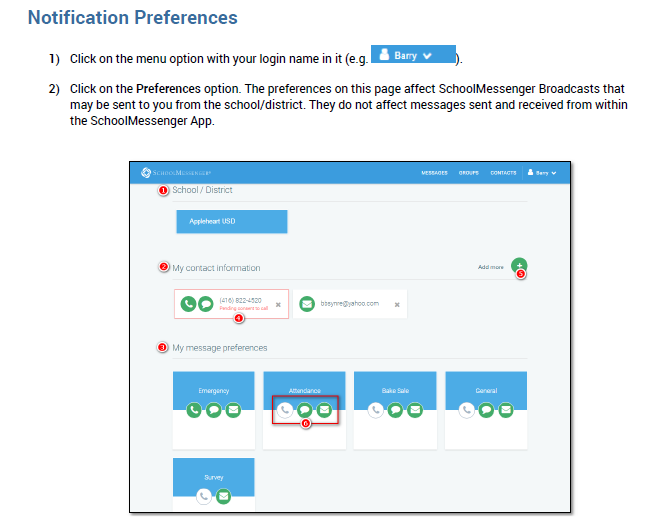 Notification Preferences
1) Click on the menu option with your login name in it (e.g. Barry ).
2) Click on the Preferences option. The preferences on this page affect SchoolMessenger Broadcasts that
may be sent to you from the school/district. They do not affect messages sent and received from within
the SchoolMessenger App.
SCHOOLMESSENGER MESSAGES GROUPS CONTACTS Barry
1 School / District
Appleheart USD
2 My contact information Add more + 5
(416) 822-4520
Pending consent to call
4
3 My message preferences
Emergency Attendance Bake Sale General
6
Survey